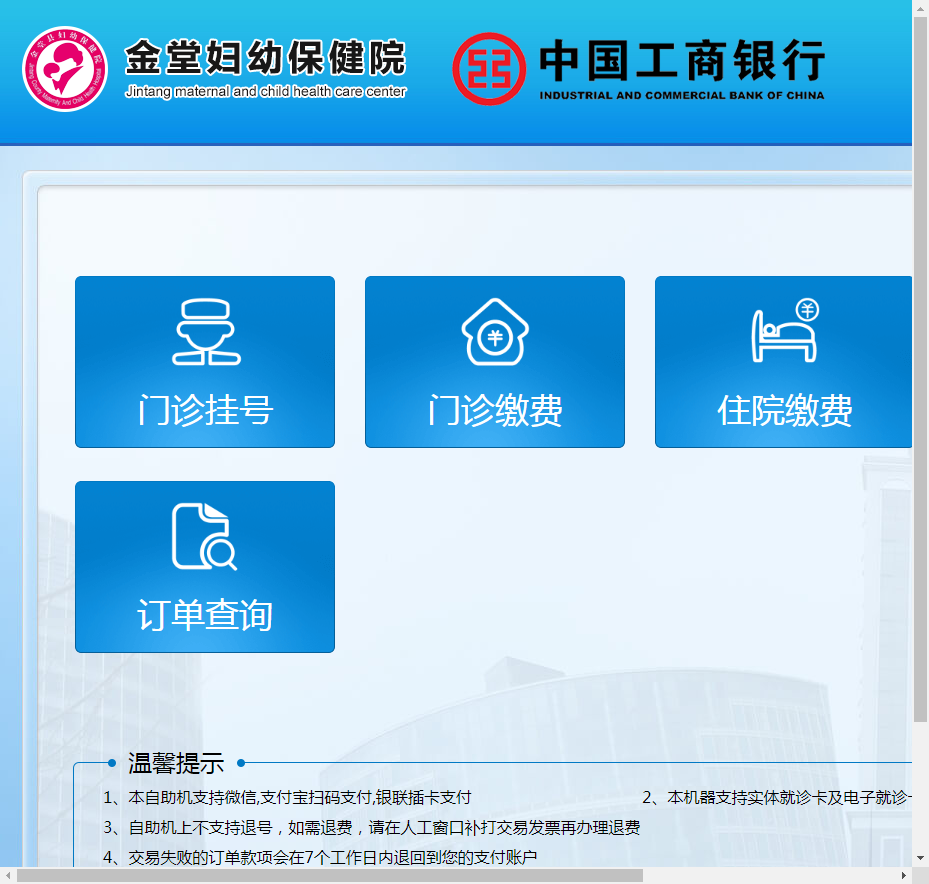 金堂妇幼保健院
Jintang maternal and child health care center
中国工商银行
INDUSTRIAL AND COMMERCIAL BANK OF CHINA
门诊挂号
门诊缴费
住院缴费
订单查询
温馨提示
1、本自助机支持微信,支付宝扫码支付,银联插卡支付
2、本机器支持实体就诊卡及电子就诊
3、自助机上不支持退号，如需退费，请在人工窗口补打交易发票再办理退费
4、交易失败的订单款项会在7个工作日内退回到您的支付账户